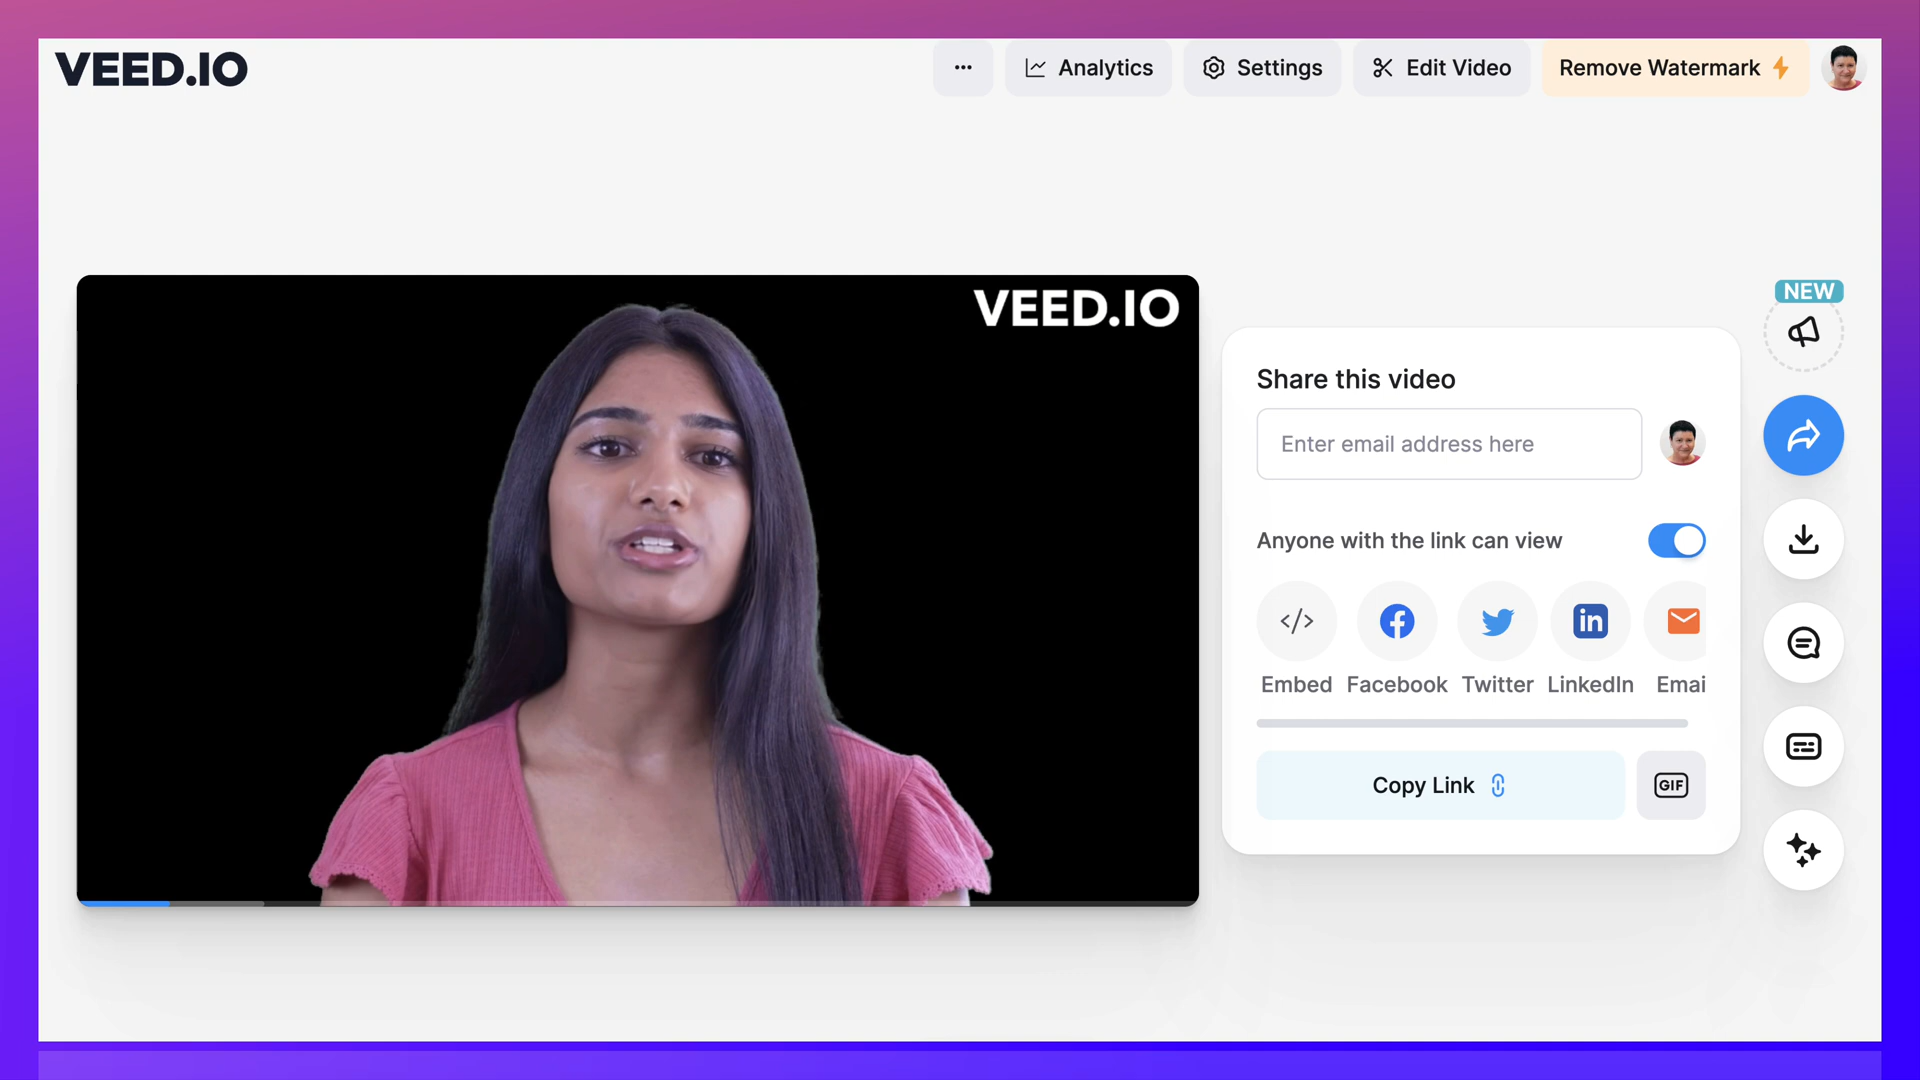 VEED.IO
Analytics
Settings
Edit Video
Remove Watermark
VEED.IO
NEW
Share this video
Enter email address here
Anyone with the link can view
</>
in
Embed
Facebook
Twitter
LinkedIn
Emai
Copy Link
GIF